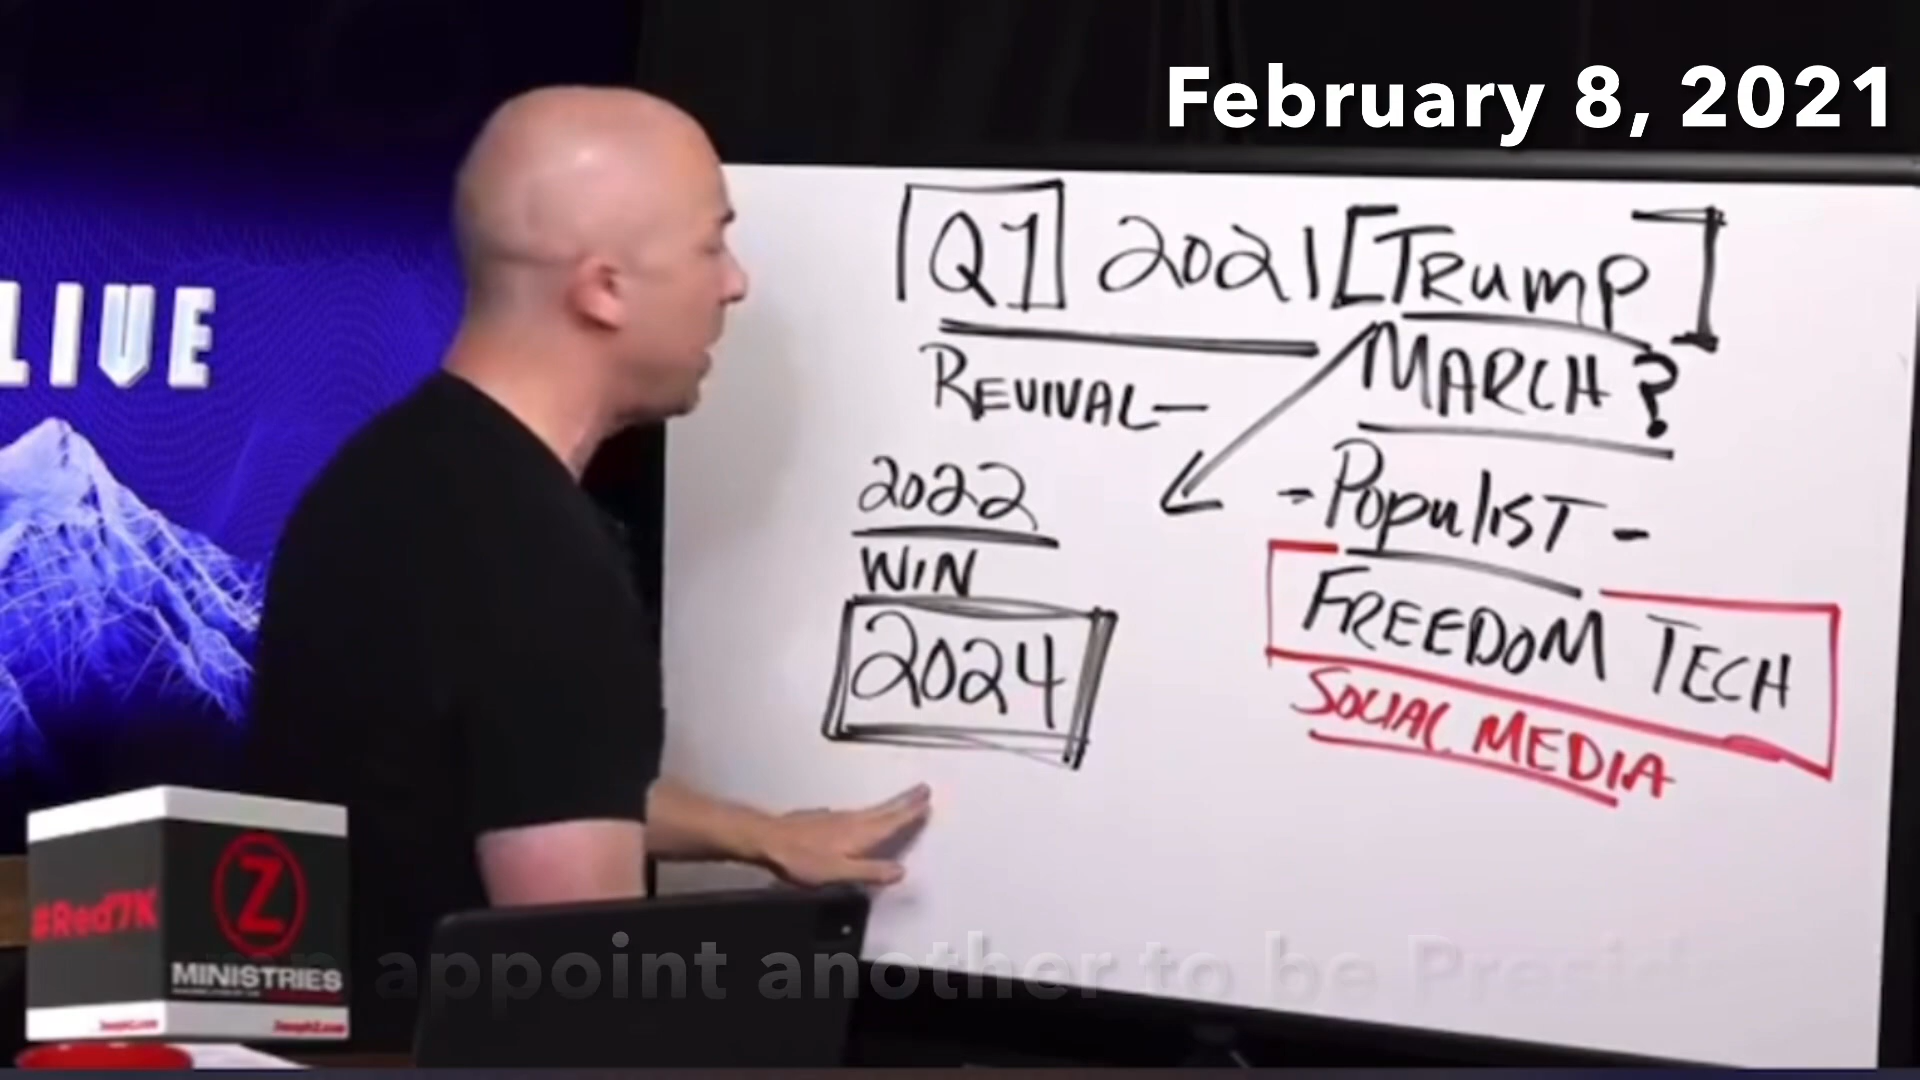 February 8, 2021
Q1 2021 [TRUMP]
MARCH?
REVIVAL—
2022
WIN
2024
-POPULIST-
FREEDOM TECH
SOCIAL MEDIA
LIVE
#Red7K
Z
MINISTRIES
appoint another to be